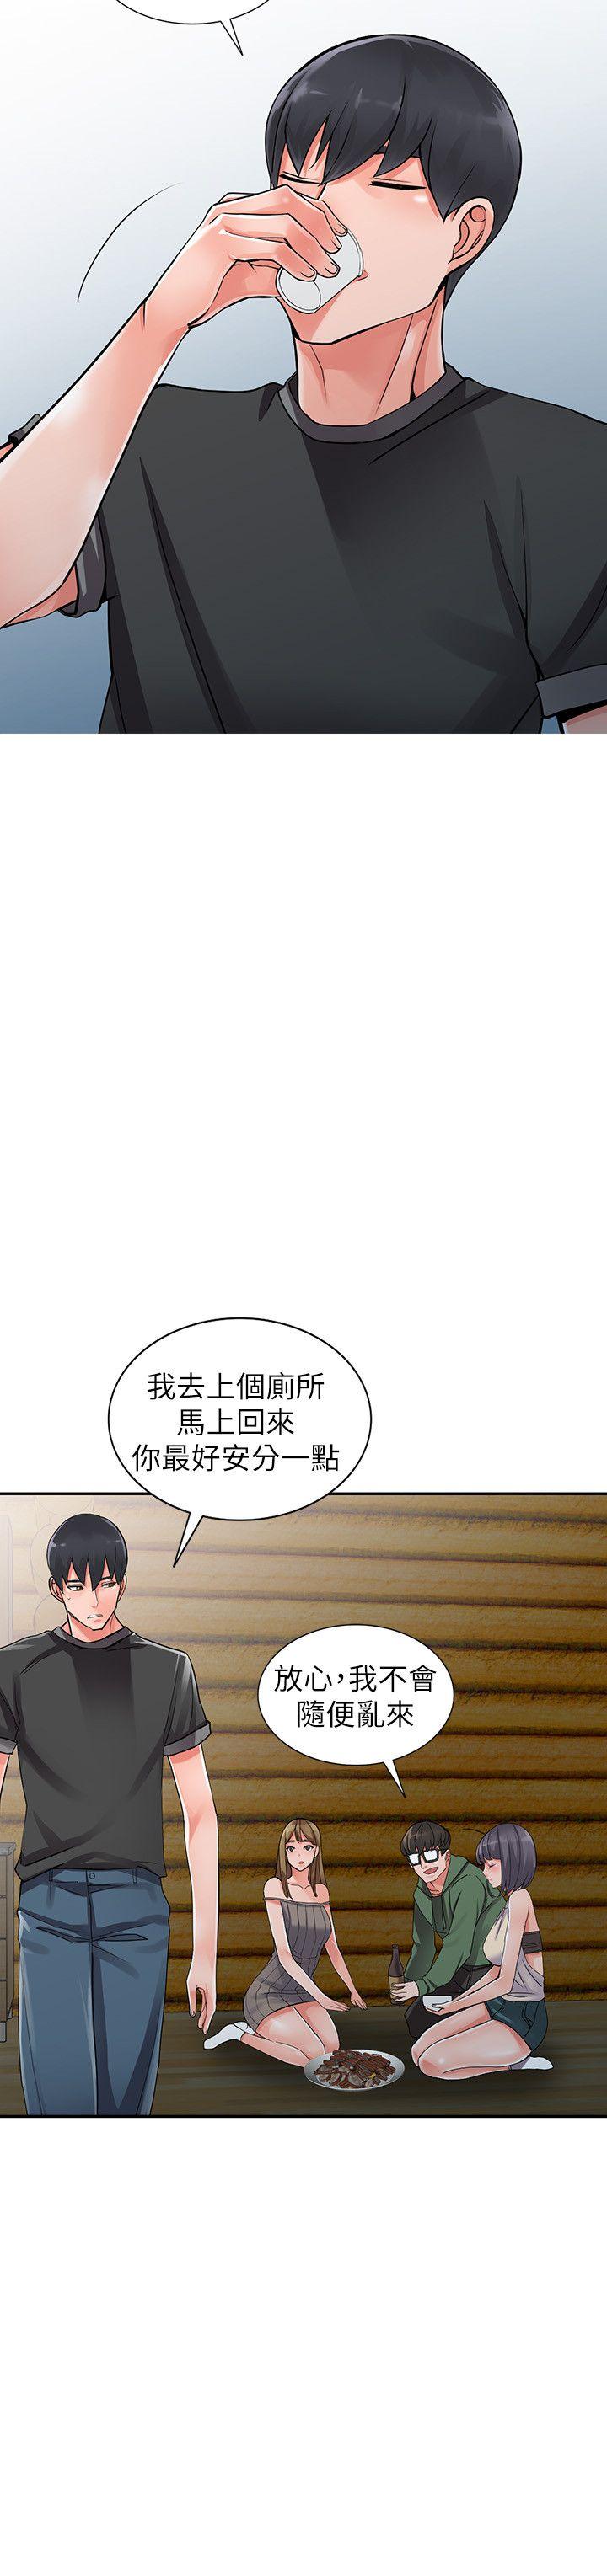 我去上個廁所
馬上回來
你最好安分一點
放心,我不會
隨便亂來